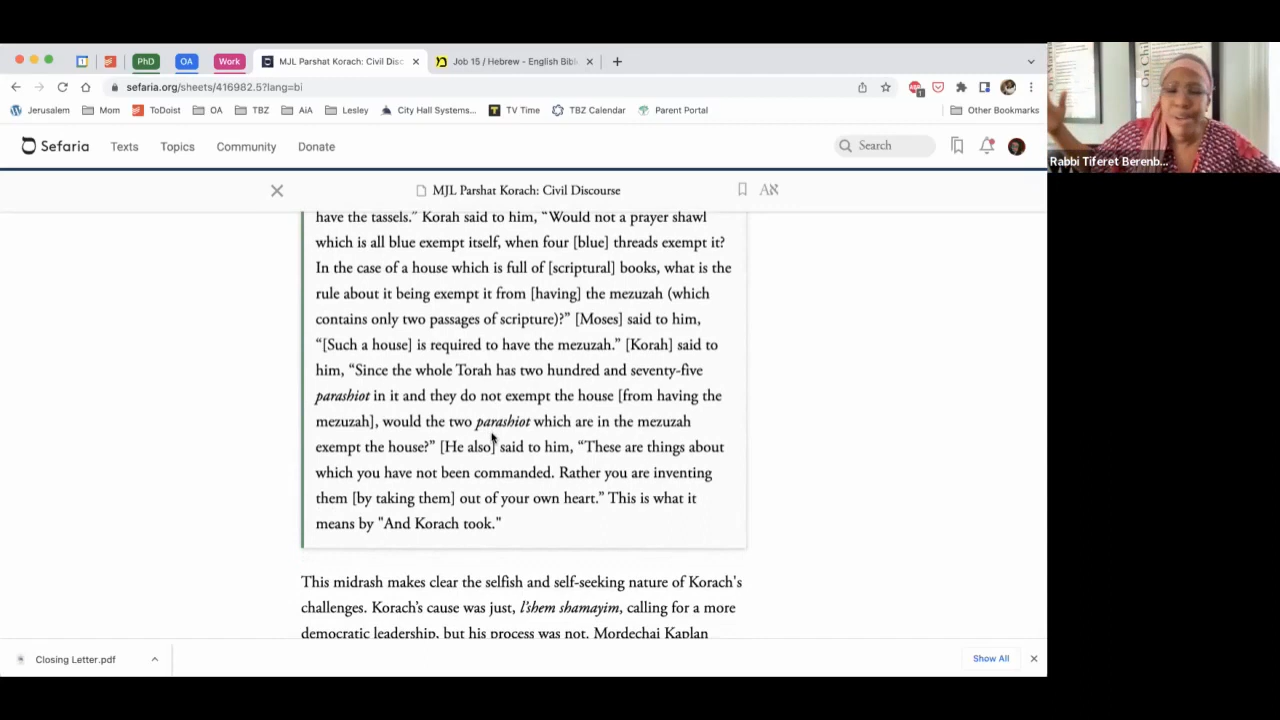 PhD
OA
Work
MJL Parshat Korach: Civil Disc
Job 15 / Hebrew - English Bibl
sefaria.org/sheets/416982.5?lang=bi
Jerusalem
Mom
ToDoist
OA
TBZ
AiA
Lesley
City Hall Systems...
TV Time
TBZ Calendar
Parent Portal
Other Bookmarks
Sefaria
Texts
Topics
Community
Donate
Search
MJL Parshat Korach: Civil Discourse
Aא
have the tassels.” Korah said to him, “Would not a prayer shawl
which is all blue exempt itself, when four [blue] threads exempt it?
In the case of a house which is full of [scriptural] books, what is the
rule about it being exempt it from [having] the mezuzah (which
contains only two passages of scripture)?” [Moses] said to him,
“[Such a house] is required to have the mezuzah.” [Korah] said to
him, “Since the whole Torah has two hundred and seventy-five
parashiot in it and they do not exempt the house [from having the
mezuzah], would the two parashiot which are in the mezuzah
exempt the house?” [He also] said to him, “These are things about
which you have not been commanded. Rather you are inventing
them [by taking them] out of your own heart.” This is what it
means by "And Korach took."
This midrash makes clear the selfish and self-seeking nature of Korach's
challenges. Korach’s cause was just, l’shem shamayim, calling for a more
democratic leadership, but his process was not. Mordechai Kaplan
Closing Letter.pdf
Show All
Rabbi Tiferet Berenb...
On Chil